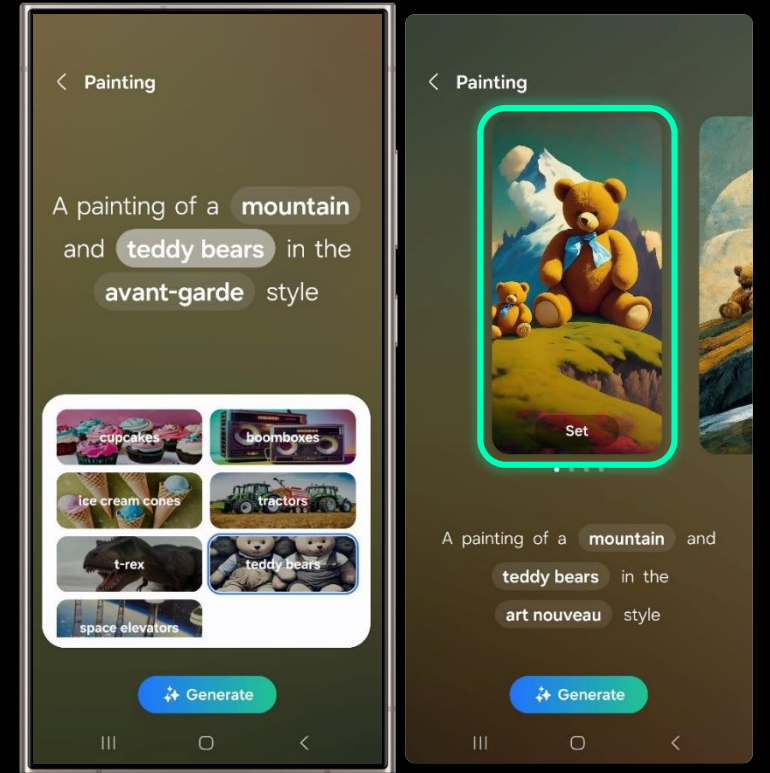 Painting
A painting of a mountain
and teddy bears in the
avant-garde style
cupcakes
boomboxes
ice cream cones
tractors
t-rex
teddy bears
space elevators
Generate
Painting
Set
A painting of a mountain and
teddy bears in the
art nouveau style
Generate